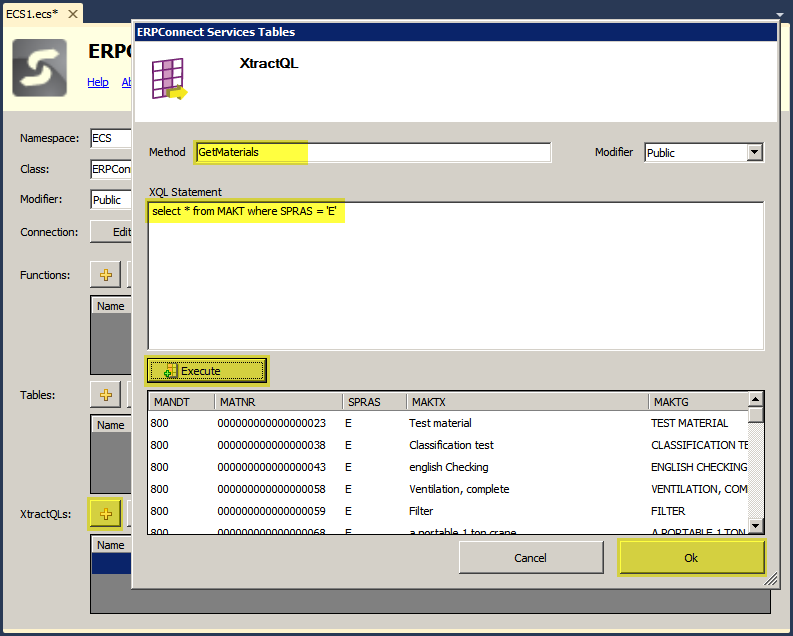 ECS1.ecs*
ERPConnect Services Tables
ERPC
Help
XtractQL
Namespace:
ECS
Class:
ERPCon
Modifier:
Public
Connection:
Edit
Functions:
Name
Tables:
Name
XtractQLs:
Name
Method
GetMaterials
Modifier
Public
XQL Statement
select * from MAKT where SPRAS = 'E'
Execute
MANDT MATNR SPRAS MAKTX MAKTG
800 000000000000000023 E Test material TEST MATERIAL
800 000000000000000038 E Classification test CLASSIFICATION TE
800 000000000000000043 E english Checking ENGLISH CHECKING
800 000000000000000058 E Ventilation, complete VENTILATION, COM
800 000000000000000059 E Filter FILTER
800 000000000000000068 E a portable 1 ton crane A PORTABLE 1 TON
Cancel
Ok